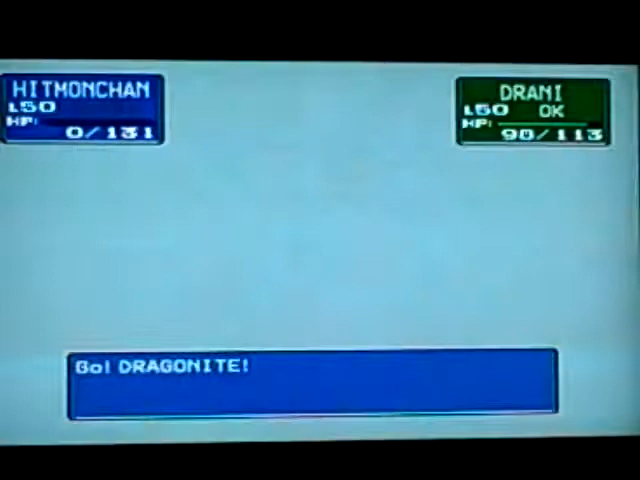 HITMONCHAN
L50
HP:
0/131
DRANI
L50 OK
HP:
90/113
Go! DRAGONITE!